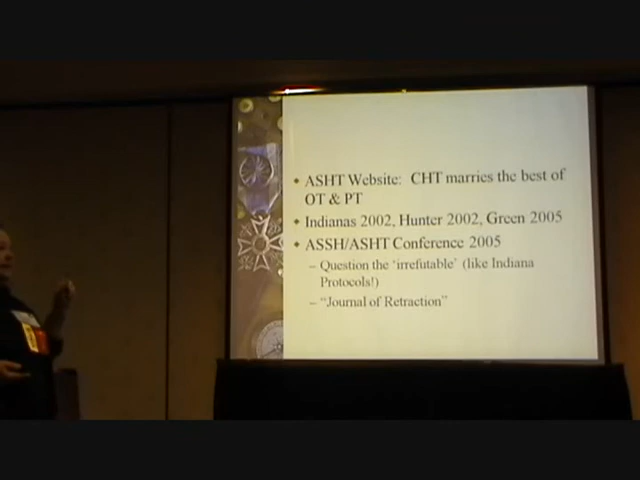 ASHT Website: CHT marries the best of
OT & PT
Indianas 2002, Hunter 2002, Green 2005
ASSH/ASHT Conference 2005
– Question the 'irrefutable' (like Indiana
Protocols!)
– "Journal of Retraction"